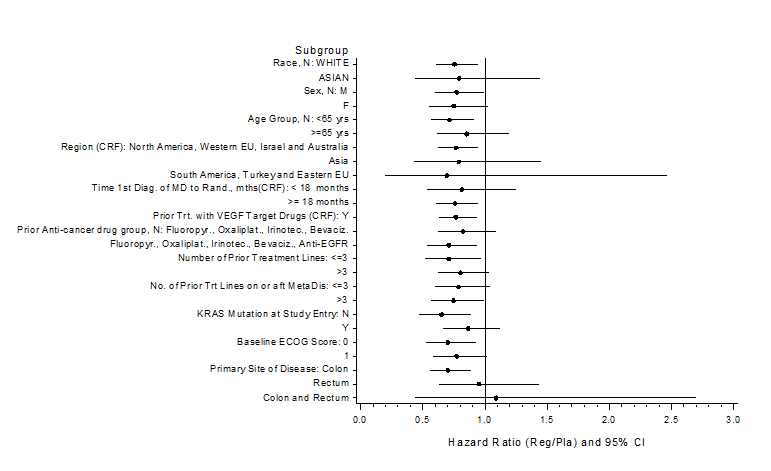 Subgroup
Race, N: WHITE
ASIAN
Sex, N: M
F
Age Group, N: <65 yrs
>=65 yrs
Region (CRF): North America, Western EU, Israel and Australia
Asia
South America, Turkey and Eastern EU
Time 1st Diag. of MD to Rand., mths(CRF): < 18 months
>= 18 months
Prior Trt. with VEGF Target Drugs (CRF): Y
Prior Anti-cancer drug group, N: Fluoropyr., Oxaliplat., Irinotec., Bevaciz.
Fluoropyr., Oxaliplat., Irinotec., Bevaciz., Anti-EGFR
Number of Prior Treatment Lines: <=3
>3
No. of Prior Trt Lines on or aft MetaDis: <=3
>3
KRAS Mutation at Study Entry: N
Y
Baseline ECOG Score: 0
1
Primary Site of Disease: Colon
Rectum
Colon and Rectum
0.0 0.5 1.0 1.5 2.0 2.5 3.0
Hazard Ratio (Reg/Pla) and 95% CI